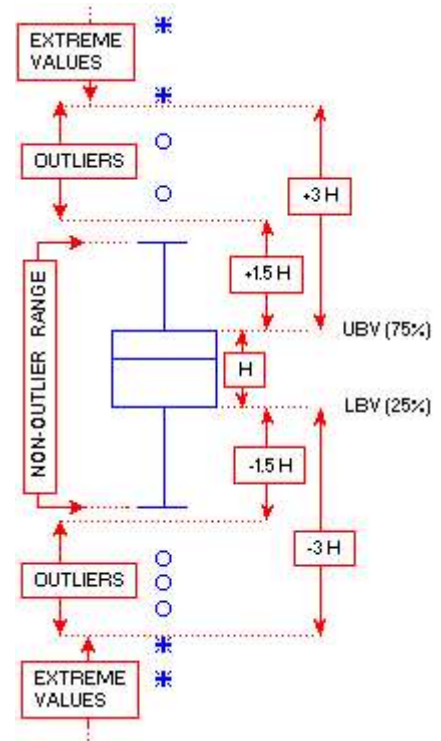 EXTREME
VALUES
OUTLIERS
+3 H
+1.5 H
NON-OUTLIER RANGE
UBV (75%)
H
LBV (25%)
-1.5 H
-3 H
OUTLIERS
EXTREME
VALUES